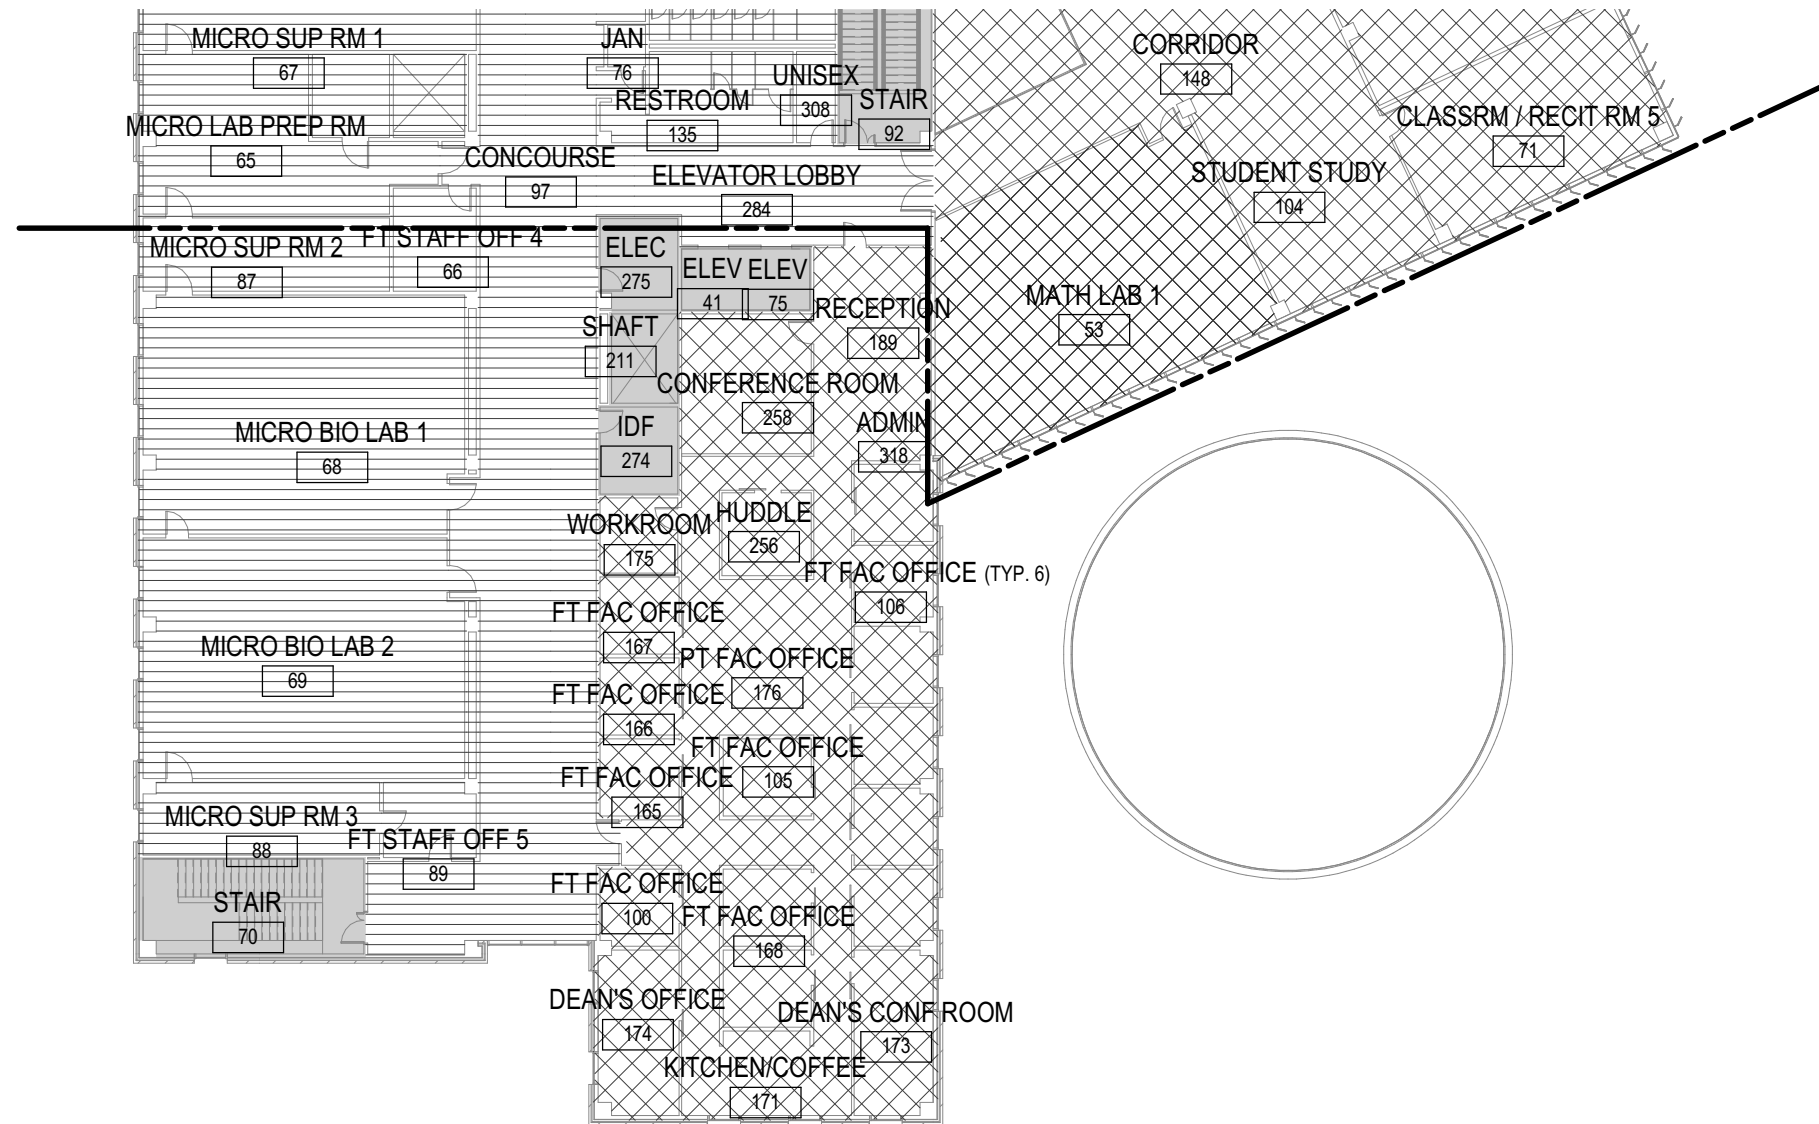 MICRO SUP RM 1
67
JAN
76
CORRIDOR
148
UNISEX
308
STAIR
92
RESTROOM
135
CLASSRM / RECIT RM 5
71
MICRO LAB PREP RM
65
CONCOURSE
97
ELEVATOR LOBBY
284
STUDENT STUDY
104
MICRO SUP RM 2
87
FT STAFF OFF 4
66
ELEC
275
ELEV
41
ELEV
75
RECEPTION
189
MATH LAB 1
53
SHAFT
211
CONFERENCE ROOM
258
MICRO BIO LAB 1
68
IDF
274
ADMIN
318
WORKROOM
175
HUDDLE
256
FT FAC OFFICE (TYP. 6)
106
FT FAC OFFICE
167
MICRO BIO LAB 2
69
PT FAC OFFICE
176
FT FAC OFFICE
166
FT FAC OFFICE
105
FT FAC OFFICE
165
MICRO SUP RM 3
88
FT STAFF OFF 5
89
FT FAC OFFICE
100
STAIR
70
FT FAC OFFICE
168
DEAN'S OFFICE
174
DEAN'S CONF ROOM
173
KITCHEN/COFFEE
171